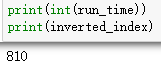 print(int(run_time))
print(inverted_index)
810